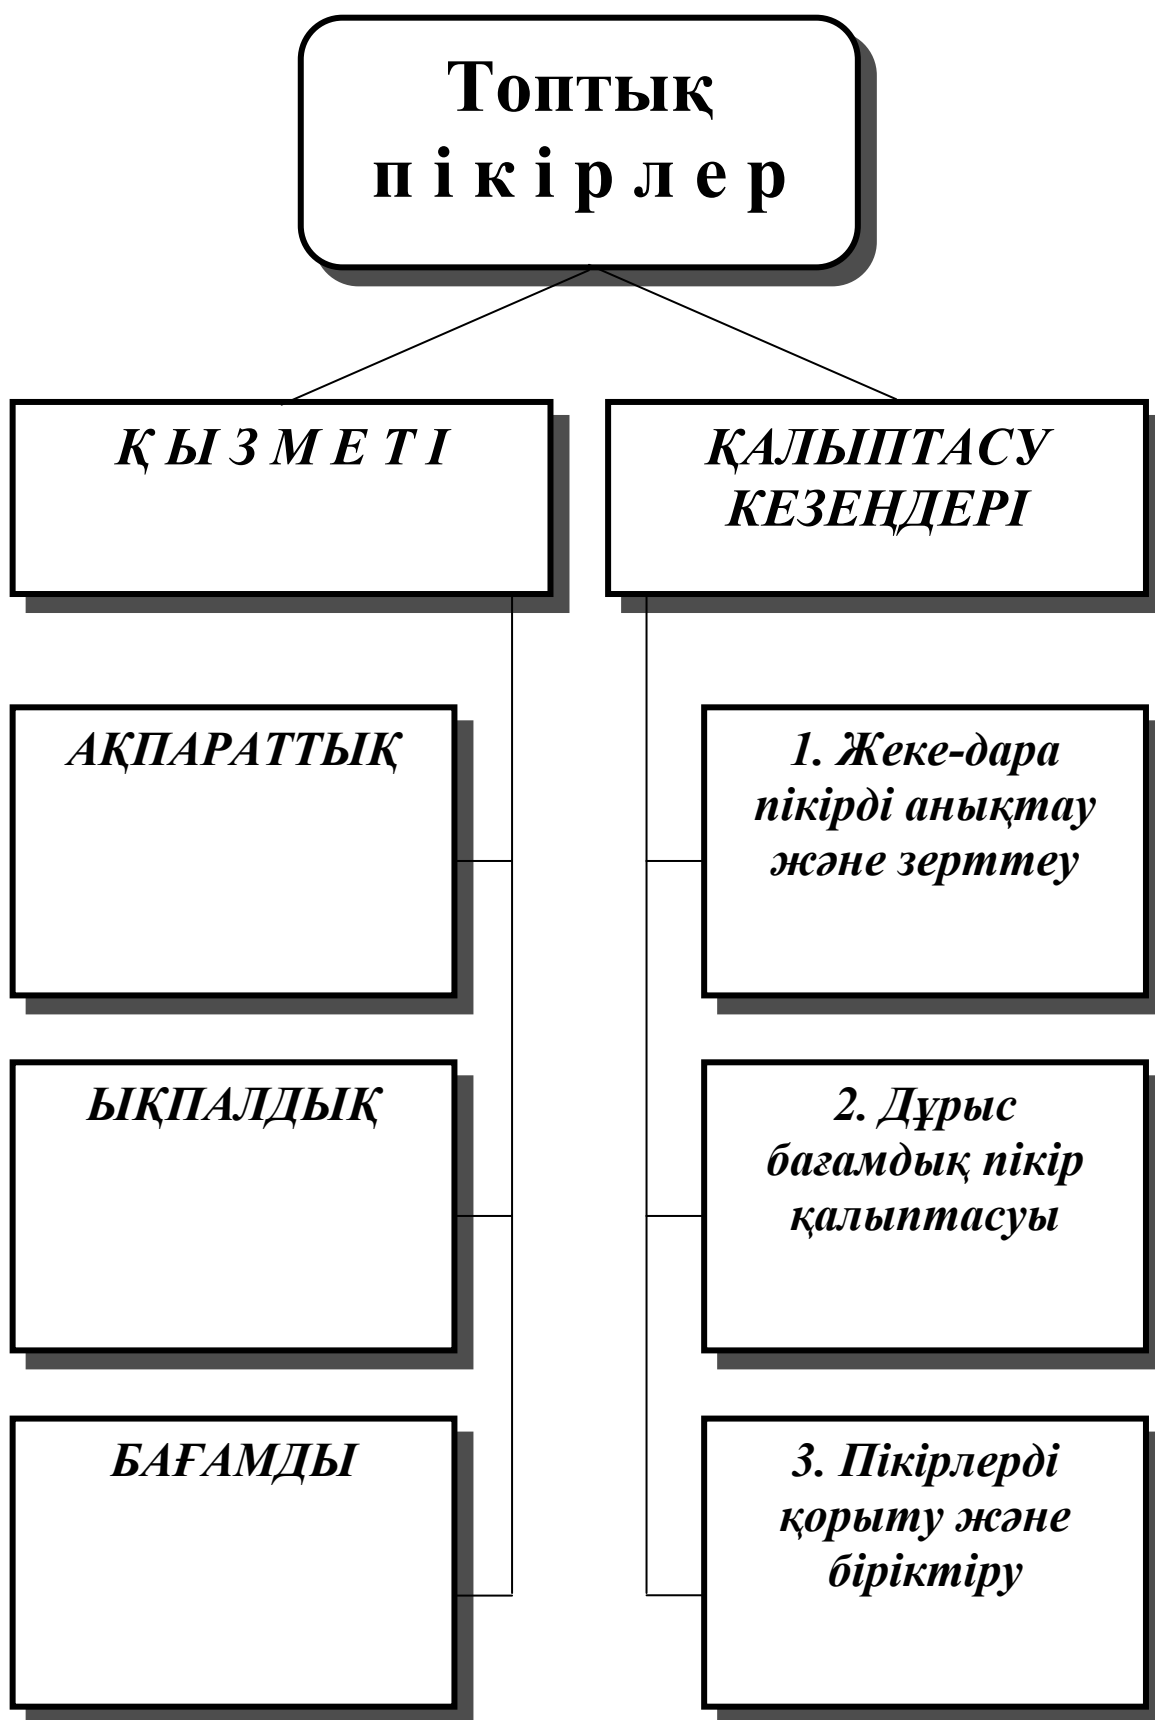 Топтық
п і к і р л е р
Қ Ы З М Е Т І
ҚАЛЫПТАСУ
КЕЗЕҢДЕРІ
АҚПАРАТТЫҚ
1. Жеке-дара
пікірді анықтау
және зерттеу
ЫҚПАЛДЫҚ
2. Дұрыс
бағамдық пікір
қалыптасуы
БАҒАМДЫ
3. Пікірлерді
қорыту және
біріктіру